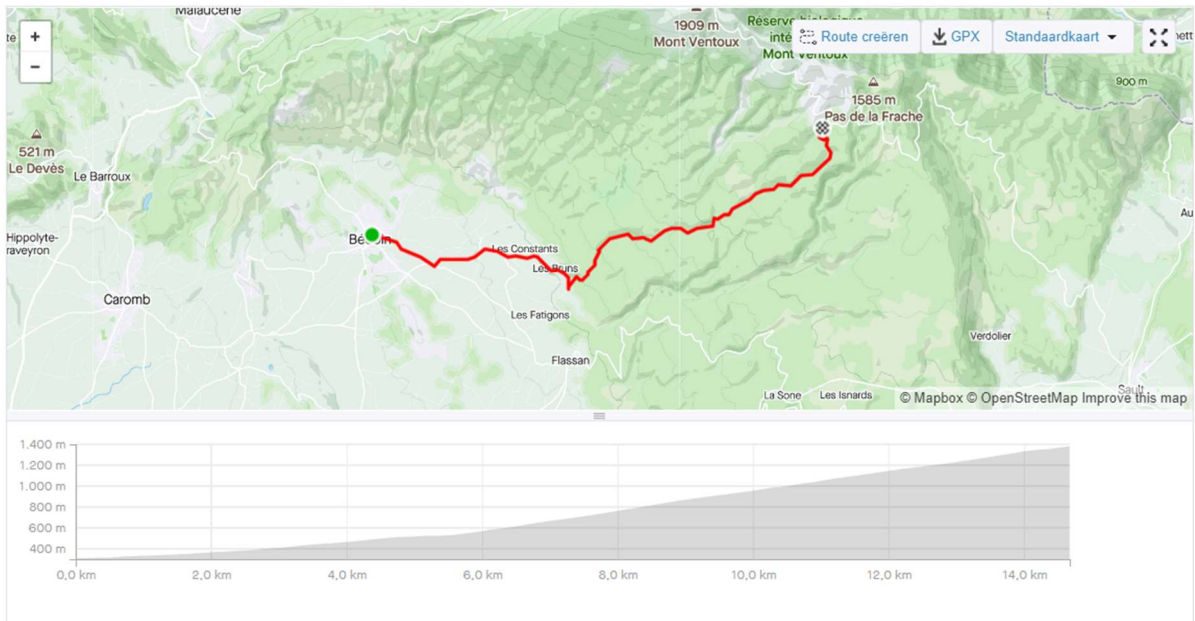 Malaucène
te
1909 m
Mont Ventoux
Réserve biologique
inté
Mont Ventoux
+
−
Route creëren
GPX
Standaardkaart
nett
900 m
1585 m
Pas de la Frache
521 m
Le Devès
Le Barroux
Au
Hippolyte-
raveyron
Les Constants
Les Bruns
Caromb
Les Fatigons
Flassan
Verdolier
La Sone
Les Isnards
Sault
© Mapbox © OpenStreetMap Improve this map
1.400 m
1.200 m
1.000 m
800 m
600 m
400 m
0,0 km
2,0 km
4,0 km
6,0 km
8,0 km
10,0 km
12,0 km
14,0 km